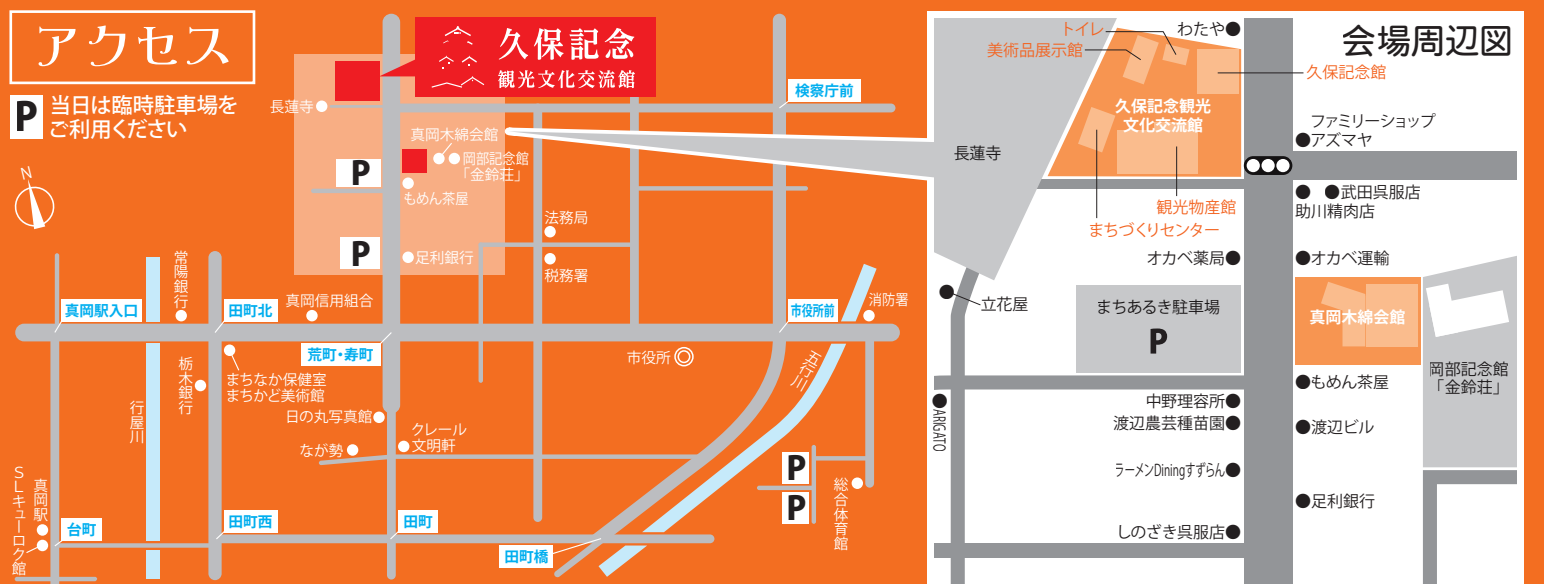 アクセス
P 当日は臨時駐車場を
ご利用ください
N
久保記念
観光文化交流館
検察庁前
長蓮寺
真岡木綿会館
岡部記念館
「金鈴荘」
P
もめん茶屋
法務局
P
足利銀行
税務署
常陽銀行
真岡信用組合
消防署
真岡駅入口
田町北
市役所前
荒町・寿町
市役所
五行川
栃木銀行
まちなか保健室
まちかど美術館
行屋川
日の丸写真館
クレール
文明軒
なが勢
P
P
総合体育館
SLキューロク館
真岡駅
台町
田町西
田町
田町橋
会場周辺図
トイレ
わたや
美術品展示館
久保記念館
久保記念観光
文化交流館
ファミリーショップ
アズマヤ
長蓮寺
武田呉服店
助川精肉店
観光物産館
まちづくりセンター
オカベ薬局
オカベ運輸
立花屋
まちあるき駐車場
P
真岡木綿会館
岡部記念館
「金鈴荘」
もめん茶屋
ARIGATO
中野理容所
渡辺農芸種苗園
渡辺ビル
ラーメンDiningすずらん
足利銀行
しのざき呉服店